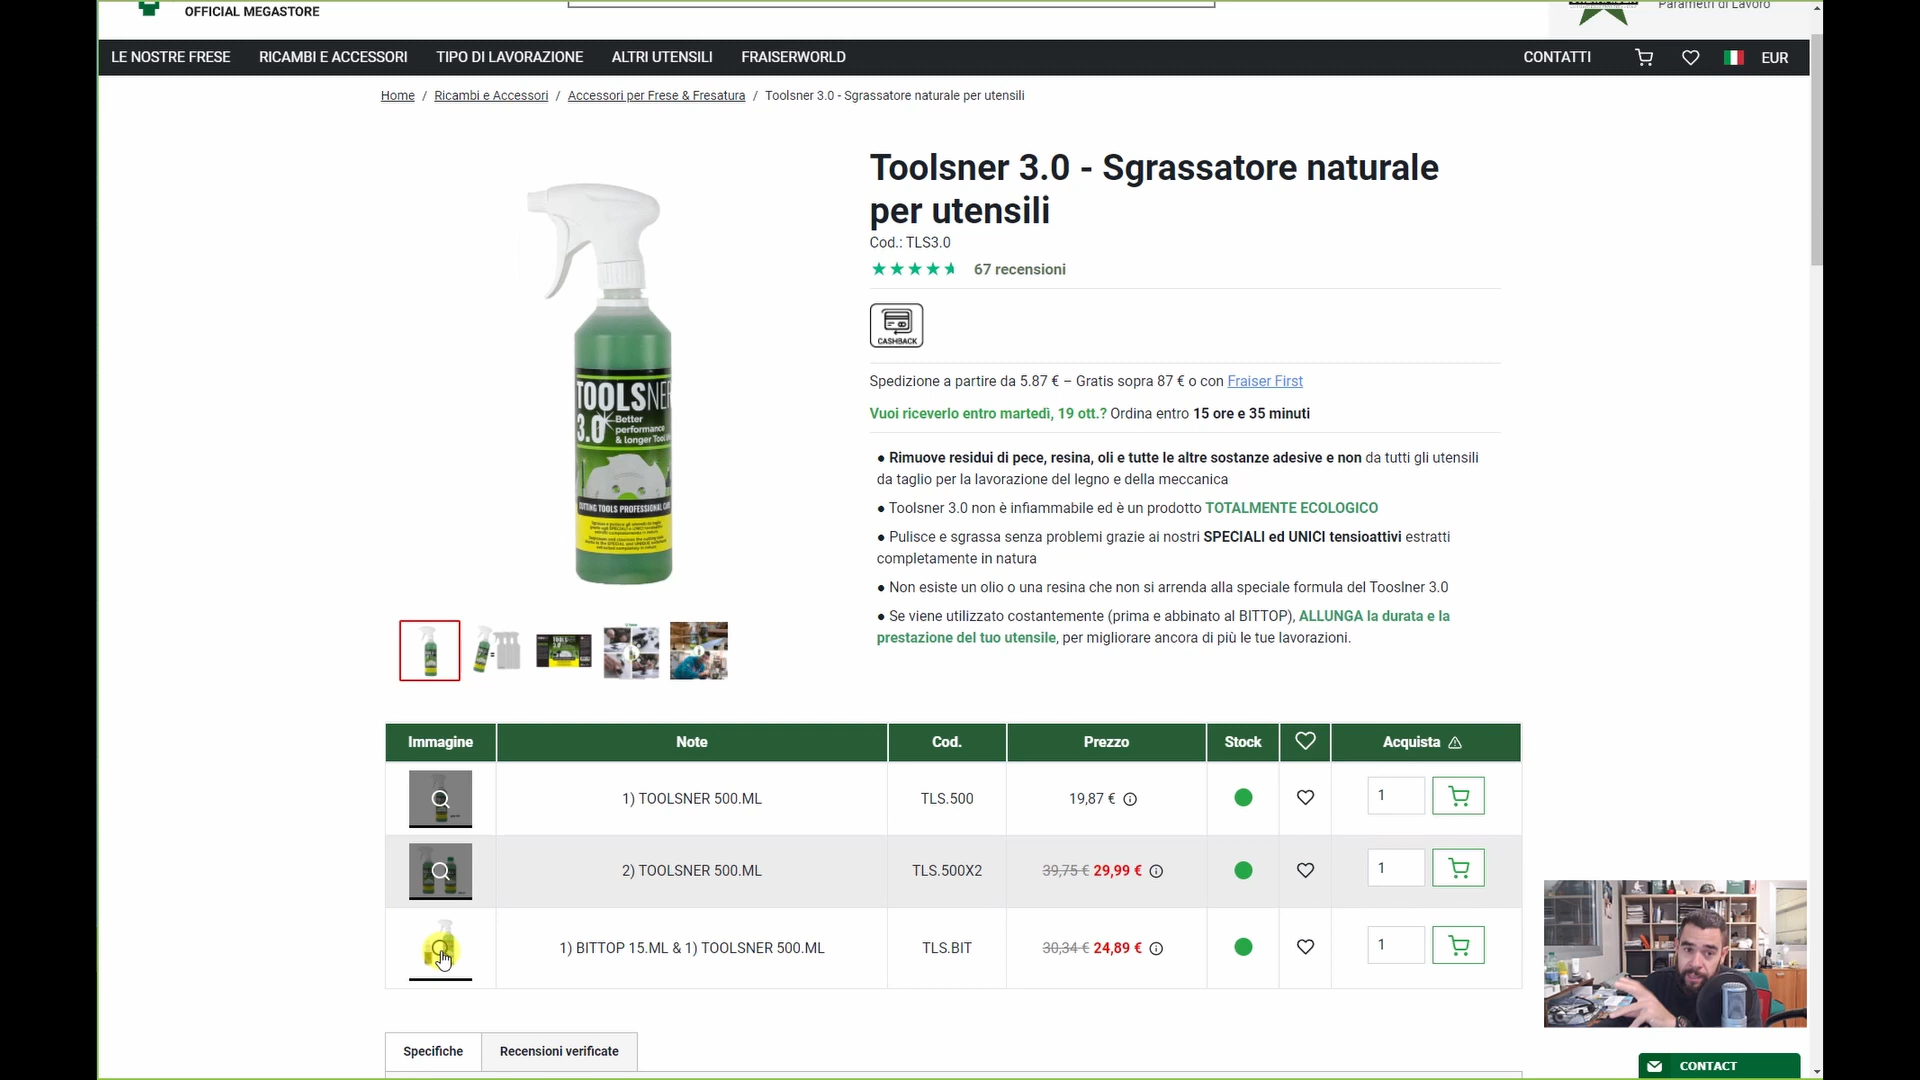 OFFICIAL MEGASTORE
Parametri di Lavoro
LE NOSTRE FRESE
RICAMBI E ACCESSORI
TIPO DI LAVORAZIONE
ALTRI UTENSILI
FRAISERWORLD
CONTATTI
EUR
Home / Ricambi e Accessori / Accessori per Frese & Fresatura / Toolsner 3.0 - Sgrassatore naturale per utensili
Toolsner 3.0 - Sgrassatore naturale
per utensili
Cod.: TLS3.0
67 recensioni
CASHBACK
Spedizione a partire da 5.87 € – Gratis sopra 87 € o con Fraiser First
Vuoi riceverlo entro martedì, 19 ott.? Ordina entro 15 ore e 35 minuti
● Rimuove residui di pece, resina, oli e tutte le altre sostanze adesive e non da tutti gli utensili
da taglio per la lavorazione del legno e della meccanica
● Toolsner 3.0 non è infiammabile ed è un prodotto TOTALMENTE ECOLOGICO
● Pulisce e sgrassa senza problemi grazie ai nostri SPECIALI ed UNICI tensioattivi estratti
completamente in natura
● Non esiste un olio o una resina che non si arrenda alla speciale formula del Tooslner 3.0
● Se viene utilizzato costantemente (prima e abbinato al BITTOP), ALLUNGA la durata e la
prestazione del tuo utensile, per migliorare ancora di più le tue lavorazioni.
TOOLSNER
3.0
Better
performance
& longer Tool
CUTTING TOOLS PROFESSIONAL
Immagine Note Cod. Prezzo Stock Acquista
1) TOOLSNER 500.ML TLS.500 19,87 € 1
2) TOOLSNER 500.ML TLS.500X2 39,75 € 29,99 € 1
1) BITTOP 15.ML & 1) TOOLSNER 500.ML TLS.BIT 30,34 € 24,89 € 1
Specifiche
Recensioni verificate
CONTACT